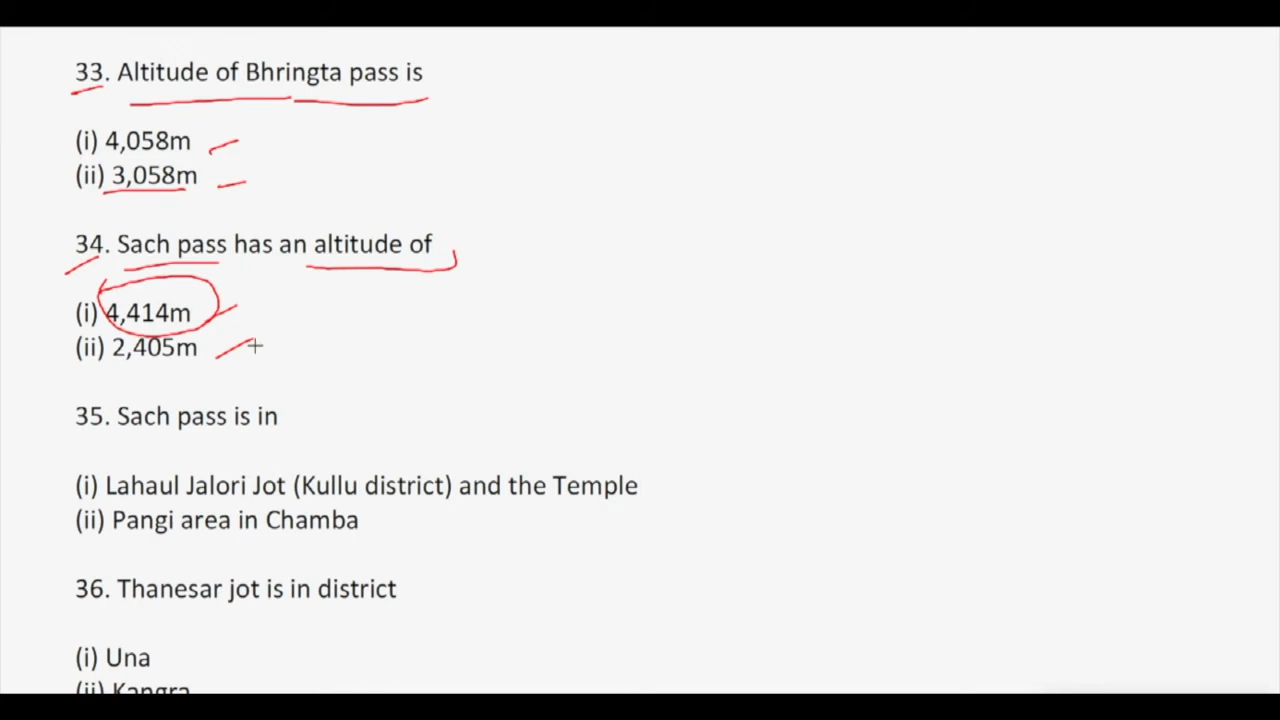 33. Altitude of Bhringta pass is
(i) 4,058m
(ii) 3,058m
34. Sach pass has an altitude of
(i) 4,414m
(ii) 2,405m
35. Sach pass is in
(i) Lahaul Jalori Jot (Kullu district) and the Temple
(ii) Pangi area in Chamba
36. Thanesar jot is in district
(i) Una
(ii) Kangra